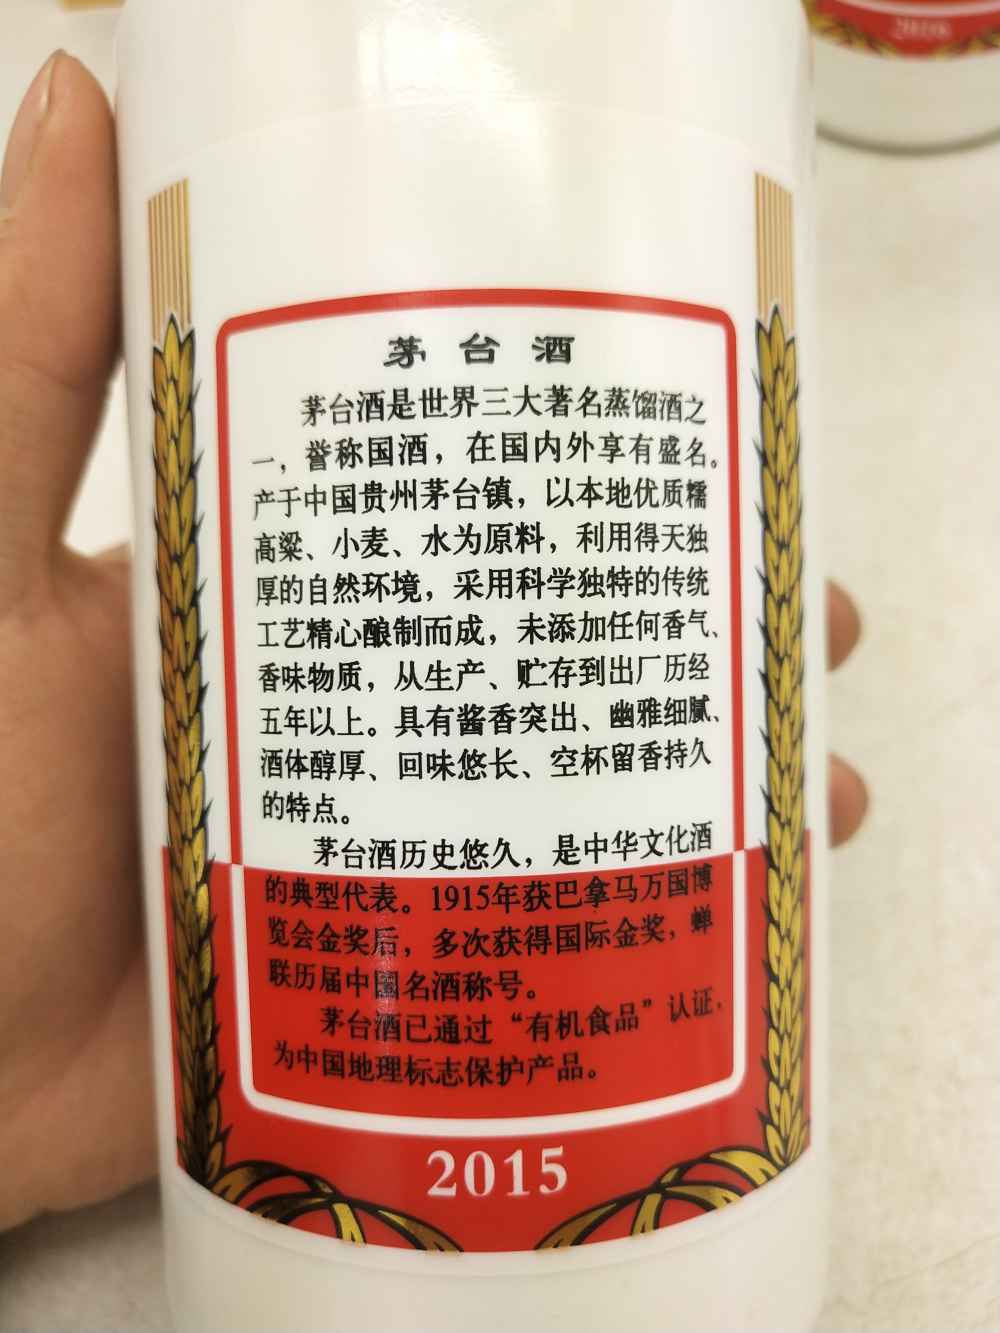 茅台酒
茅台酒是世界三大著名蒸馏酒之
一，誉称国酒，在国内外享有盛名。
产于中国贵州茅台镇，以本地优质糯
高粱、小麦、水为原料，利用得天独
厚的自然环境，采用科学独特的传统
工艺精心酿制而成，未添加任何香气、
香味物质，从生产、贮存到出厂历经
五年以上。具有酱香突出、幽雅细腻、
酒体醇厚、回味悠长、空杯留香持久
的特点。
茅台酒历史悠久，是中华文化酒
的典型代表。1915年获巴拿马万国博
览会金奖后，多次获得国际金奖，蝉
联历届中国名酒称号。
茅台酒已通过“有机食品”认证，
为中国地理标志保护产品。
2015